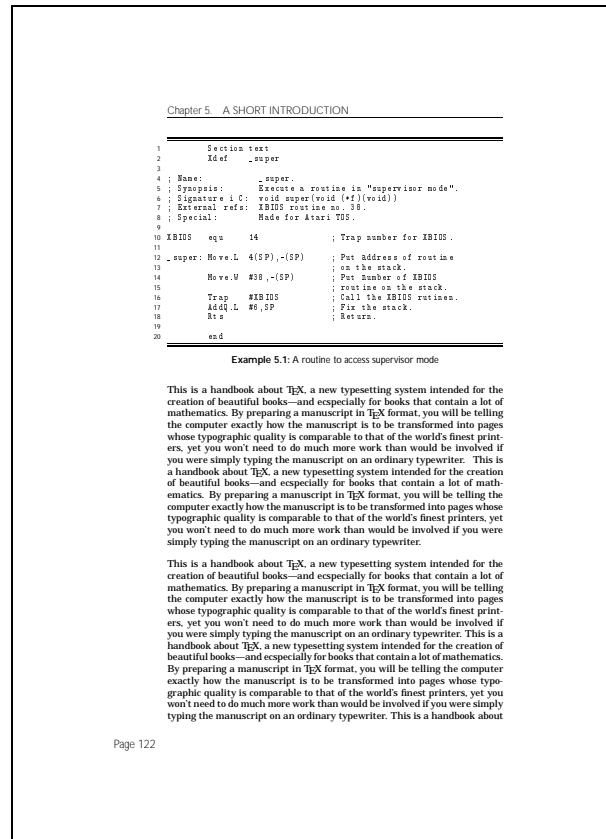 Chapter 5. A SHORT INTRODUCTION
1 Section text
2 Xdef _super
3
4 ; Name: _super.
5 ; Synopsis: Execute a routine in "supervisor mode".
6 ; Signature i C: void super(void (*f)(void))
7 ; External refs: XBIOS routine no. 38.
8 ; Special: Made for Atari TOS.
9
10 XBIOS equ 14 ; Trap number for XBIOS.
11
12 _super: Move.L 4(SP),-(SP) ; Put address of routine
13 ; on the stack.
14 Move.W #38,-(SP) ; Put number of XBIOS
15 ; routine on the stack.
16 Trap #XBIOS ; Call the XBIOS rutinen.
17 AddQ.L #6,SP ; Fix the stack.
18 Rts ; Return.
19
20 end
Example 5.1: A routine to access supervisor mode
This is a handbook about TEX, a new typesetting system intended for the
creation of beautiful books—and ecspecially for books that contain a lot of
mathematics. By preparing a manuscript in TEX format, you will be telling
the computer exactly how the manuscript is to be transformed into pages
whose typographic quality is comparable to that of the world's finest print-
ers, yet you won't need to do much more work than would be involved if
you were simply typing the manuscript on an ordinary typewriter. This is
a handbook about TEX, a new typesetting system intended for the creation
of beautiful books—and ecspecially for books that contain a lot of math-
ematics. By preparing a manuscript in TEX format, you will be telling the
computer exactly how the manuscript is to be transformed into pages whose
typographic quality is comparable to that of the world's finest printers, yet
you won't need to do much more work than would be involved if you were
simply typing the manuscript on an ordinary typewriter.
This is a handbook about TEX, a new typesetting system intended for the
creation of beautiful books—and ecspecially for books that contain a lot of
mathematics. By preparing a manuscript in TEX format, you will be telling
the computer exactly how the manuscript is to be transformed into pages
whose typographic quality is comparable to that of the world's finest print-
ers, yet you won't need to do much more work than would be involved if
you were simply typing the manuscript on an ordinary typewriter. This is a
handbook about TEX, a new typesetting system intended for the creation of
beautiful books—and ecspecially for books that contain a lot of mathematics.
By preparing a manuscript in TEX format, you will be telling the computer
exactly how the manuscript is to be transformed into pages whose typo-
graphic quality is comparable to that of the world's finest printers, yet you
won't need to do much more work than would be involved if you were simply
typing the manuscript on an ordinary typewriter. This is a handbook about
Page 122